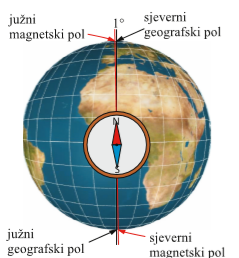 južni
magnetski pol
1°
sjeverni
geografski pol
N
S
južni
geografski pol
sjeverni
magnetski pol